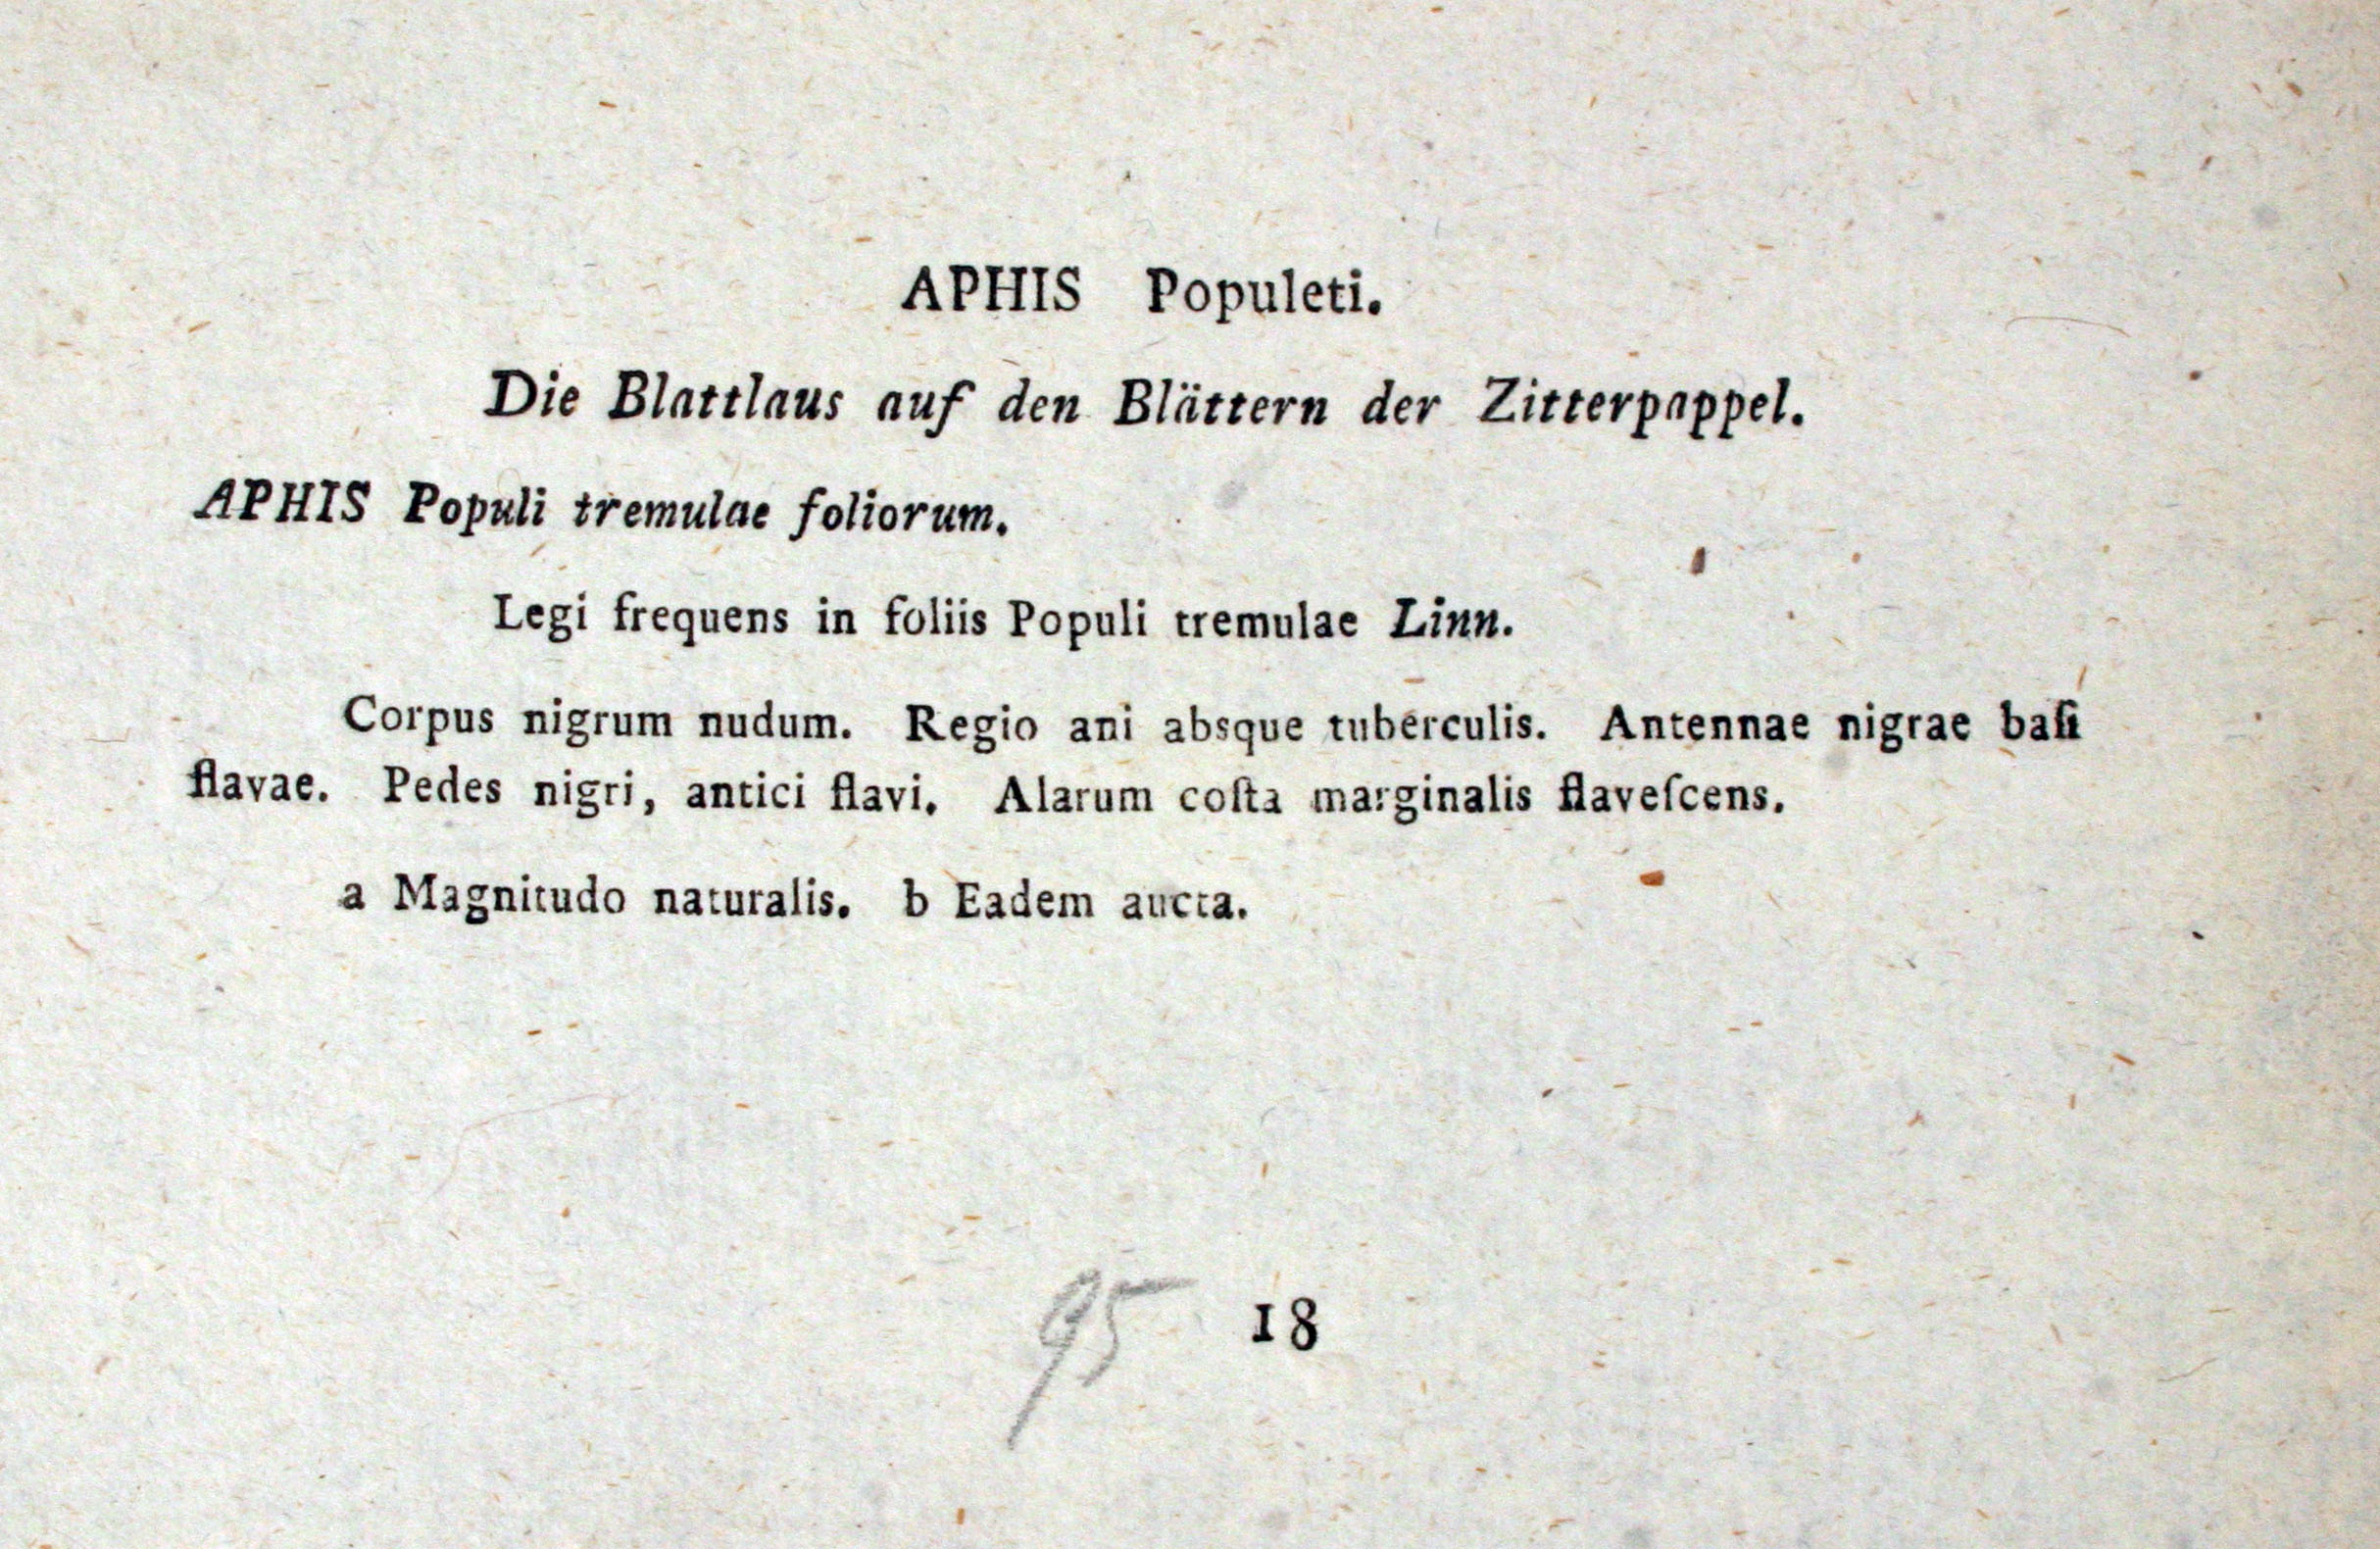 APHIS Populeti.
Die Blattlaus auf den Blättern der Zitterpappel.
APHIS Populi tremulae foliorum.
Legi frequens in foliis Populi tremulae Linn.
Corpus nigrum nudum. Regio ani absque tuberculis. Antennae nigrae baſi
flavae. Pedes nigri, antici flavi. Alarum coſta marginalis flaveſcens.
a Magnitudo naturalis. b Eadem aucta.
95 18